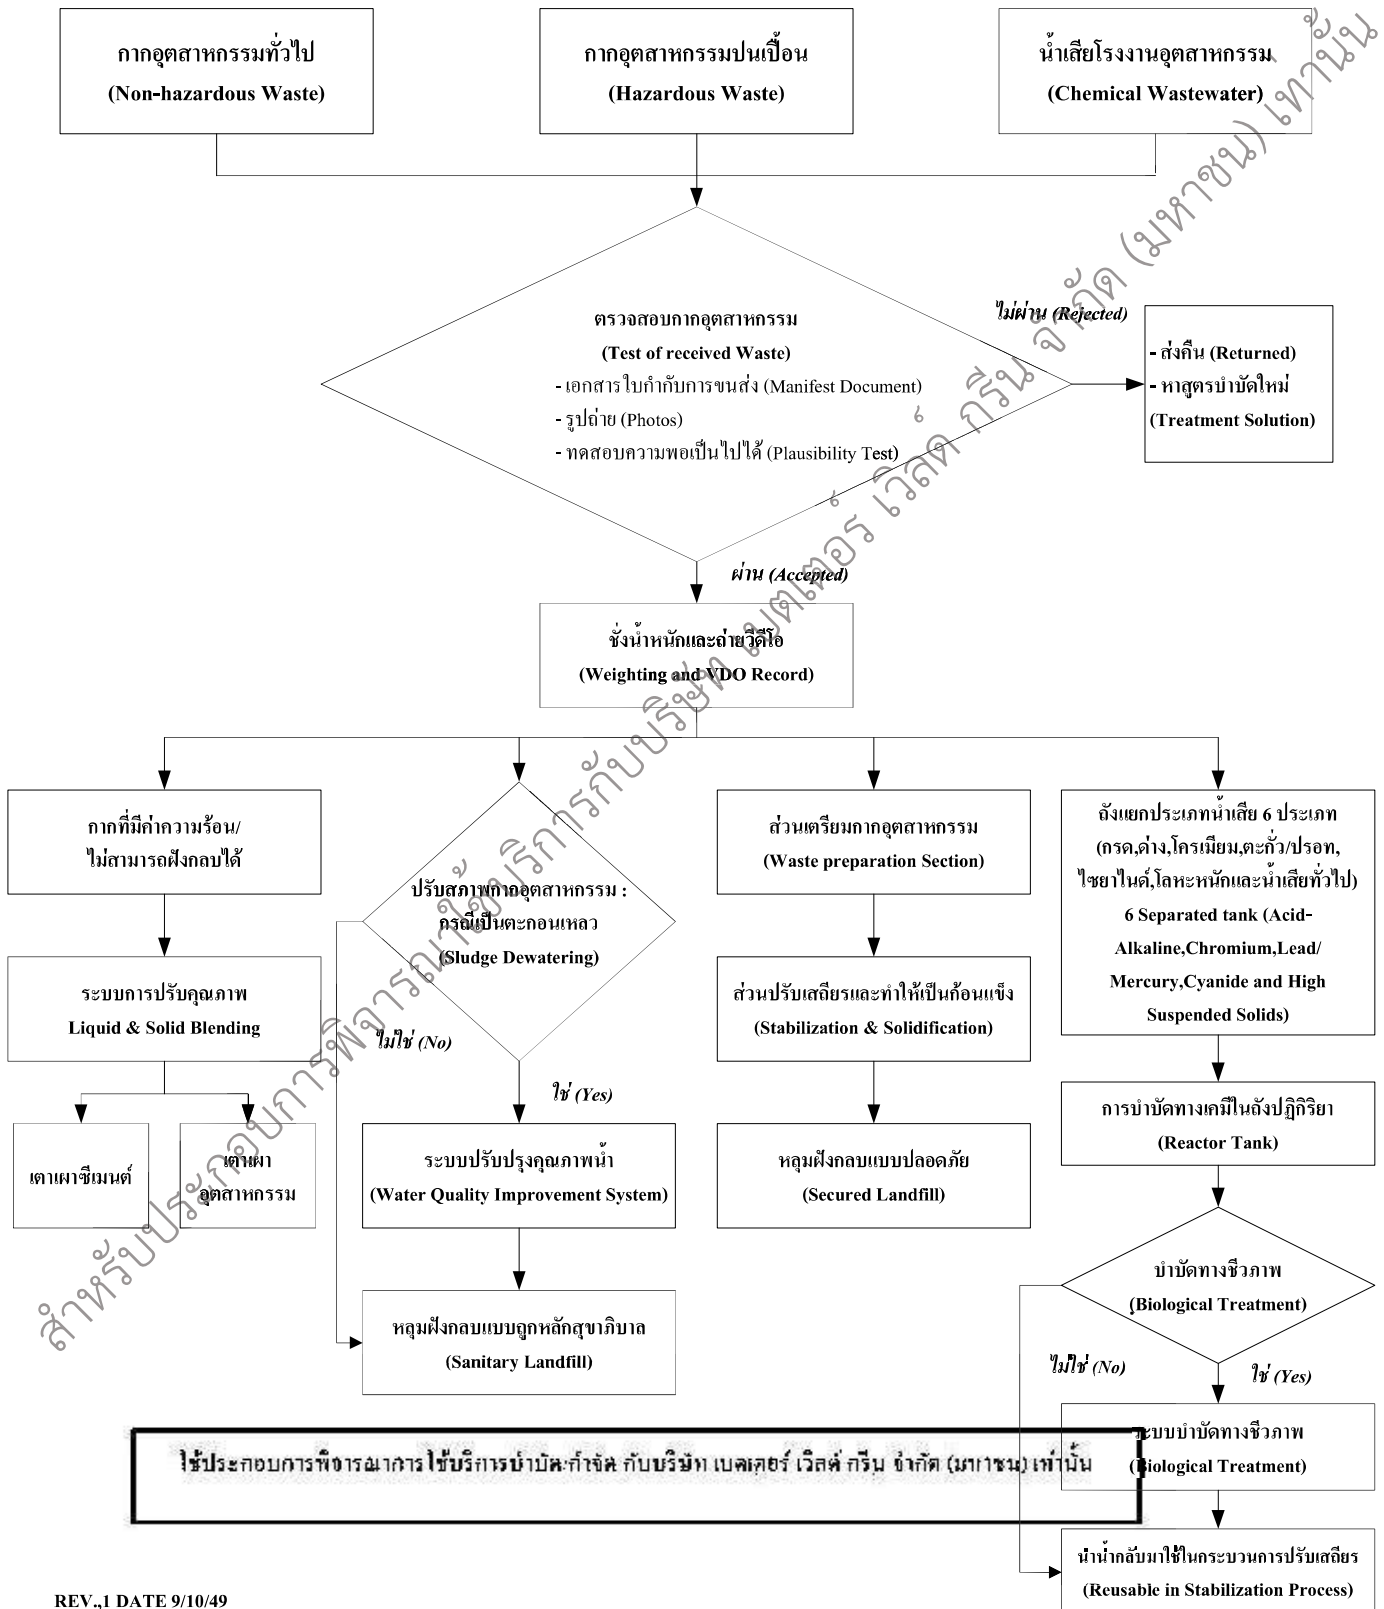 กากอุตสาหกรรมทั่วไป
(Non-hazardous Waste)
กากอุตสาหกรรมปนเปื้อน
(Hazardous Waste)
น้ำเสียโรงงานอุตสาหกรรม
(Chemical Wastewater)
ตรวจสอบกากอุตสาหกรรม
(Test of received Waste)
- เอกสารใบกำกับการขนส่ง (Manifest Document)
- รูปถ่าย (Photos)
- ทดสอบความพอเป็นไปได้ (Plausibility Test)
ไม่ผ่าน (Rejected)
- ส่งคืน (Returned)
- หาสูตรบำบัดใหม่
(Treatment Solution)
ผ่าน (Accepted)
ชั่งน้ำหนักและถ่ายวีดีโอ
(Weighting and VDO Record)
กากที่มีค่าความร้อน/
ไม่สามารถฝังกลบได้
ระบบการปรับคุณภาพ
Liquid & Solid Blending
เตาเผาซีเมนต์
เตาเผา
อุตสาหกรรม
ปรับสภาพกากอุตสาหกรรม :
กรณีเป็นตะกอนเหลว
(Sludge Dewatering)
ไม่ใช่ (No)
ใช่ (Yes)
ระบบปรับปรุงคุณภาพน้ำ
(Water Quality Improvement System)
หลุมฝังกลบแบบถูกหลักสุขาภิบาล
(Sanitary Landfill)
ส่วนเตรียมกากอุตสาหกรรม
(Waste preparation Section)
ส่วนปรับเสถียรและทำให้เป็นก้อนแข็ง
(Stabilization & Solidification)
หลุมฝังกลบแบบปลอดภัย
(Secured Landfill)
ถังแยกประเภทน้ำเสีย 6 ประเภท
(กรด,ด่าง,โครเมียม,ตะกั่ว/ปรอท,
ไซยาไนด์,โลหะหนักและน้ำเสียทั่วไป)
6 Separated tank (Acid-
Alkaline,Chromium,Lead/
Mercury,Cyanide and High
Suspended Solids)
การบำบัดทางเคมีในถังปฏิกิริยา
(Reactor Tank)
บำบัดทางชีวภาพ
(Biological Treatment)
ไม่ใช่ (No)
ใช่ (Yes)
ระบบบำบัดทางชีวภาพ
(Biological Treatment)
นำน้ำกลับมาใช้ในกระบวนการปรับเสถียร
(Reusable in Stabilization Process)
ใช้ประกอบการพิจารณาการใช้บริการบำบัด/กำจัด กับบริษัท เบตเตอร์ เวิลด์ กรีน จำกัด (มหาชน) เท่านั้น
สำหรับประกอบการพิจารณาใช้บริการกับบริษัท เบตเตอร์ เวิลด์ กรีน จำกัด (มหาชน) เท่านั้น
REV.,1 DATE 9/10/49